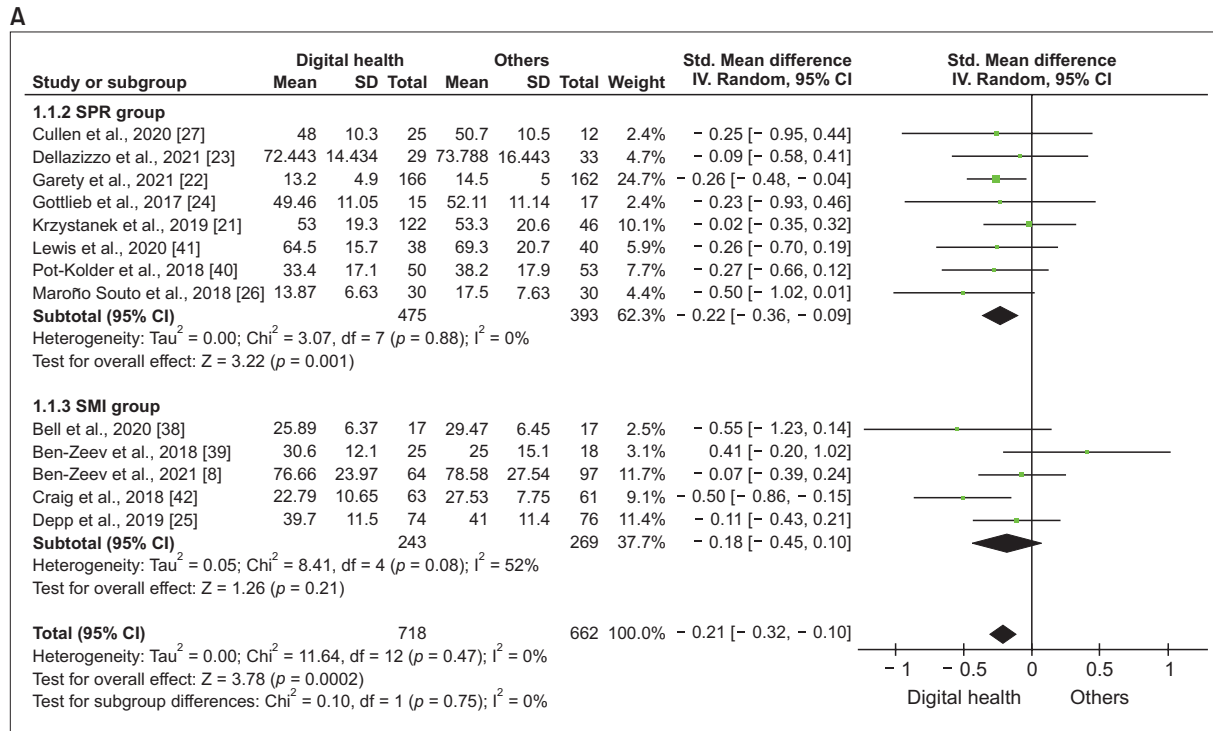 A
Digital health Others Std. Mean difference Std. Mean difference
Study or subgroup Mean SD Total Mean SD Total Weight IV. Random, 95% CI IV. Random, 95% CI
1.1.2 SPR group
Cullen et al., 2020 [27] 48 10.3 25 50.7 10.5 12 2.4% − 0.25 [− 0.95, 0.44]
Dellazizzo et al., 2021 [23] 72.443 14.434 29 73.788 16.443 33 4.7% − 0.09 [− 0.58, 0.41]
Garety et al., 2021 [22] 13.2 4.9 166 14.5 5 162 24.7% − 0.26 [− 0.48, − 0.04]
Gottlieb et al., 2017 [24] 49.46 11.05 15 52.11 11.14 17 2.4% − 0.23 [− 0.93, 0.46]
Krzystanek et al., 2019 [21] 53 19.3 122 53.3 20.6 46 10.1% − 0.02 [− 0.35, 0.32]
Lewis et al., 2020 [41] 64.5 15.7 38 69.3 20.7 40 5.9% − 0.26 [− 0.70, 0.19]
Pot-Kolder et al., 2018 [40] 33.4 17.1 50 38.2 17.9 53 7.7% − 0.27 [− 0.66, 0.12]
Maroño Souto et al., 2018 [26] 13.87 6.63 30 17.5 7.63 30 4.4% − 0.50 [− 1.02, 0.01]
Subtotal (95% CI) 475 393 62.3% − 0.22 [− 0.36, − 0.09]
Heterogeneity: Tau² = 0.00; Chi² = 3.07, df = 7 (p = 0.88); I² = 0%
Test for overall effect: Z = 3.22 (p = 0.001)
1.1.3 SMI group
Bell et al., 2020 [38] 25.89 6.37 17 29.47 6.45 17 2.5% − 0.55 [− 1.23, 0.14]
Ben-Zeev et al., 2018 [39] 30.6 12.1 25 25 15.1 18 3.1% 0.41 [− 0.20, 1.02]
Ben-Zeev et al., 2021 [8] 76.66 23.97 64 78.58 27.54 97 11.7% − 0.07 [− 0.39, 0.24]
Craig et al., 2018 [42] 22.79 10.65 63 27.53 7.75 61 9.1% − 0.50 [− 0.86, − 0.15]
Depp et al., 2019 [25] 39.7 11.5 74 41 11.4 76 11.4% − 0.11 [− 0.43, 0.21]
Subtotal (95% CI) 243 269 37.7% − 0.18 [− 0.45, 0.10]
Heterogeneity: Tau² = 0.05; Chi² = 8.41, df = 4 (p = 0.08); I² = 52%
Test for overall effect: Z = 1.26 (p = 0.21)
Total (95% CI) 718 662 100.0% − 0.21 [− 0.32, − 0.10]
Heterogeneity: Tau² = 0.00; Chi² = 11.64, df = 12 (p = 0.47); I² = 0%
Test for overall effect: Z = 3.78 (p = 0.0002)
Test for subgroup differences: Chi² = 0.10, df = 1 (p = 0.75); I² = 0%
− 1 − 0.5 0 0.5 1
Digital health Others